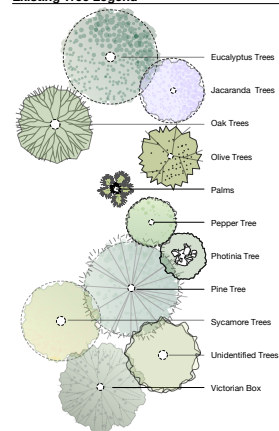 Existing Tree Legend
Eucalyptus Trees
Jacaranda Trees
Oak Trees
Olive Trees
Palms
Pepper Tree
Photinia Tree
Pine Tree
Sycamore Trees
Unidentified Trees
Victorian Box